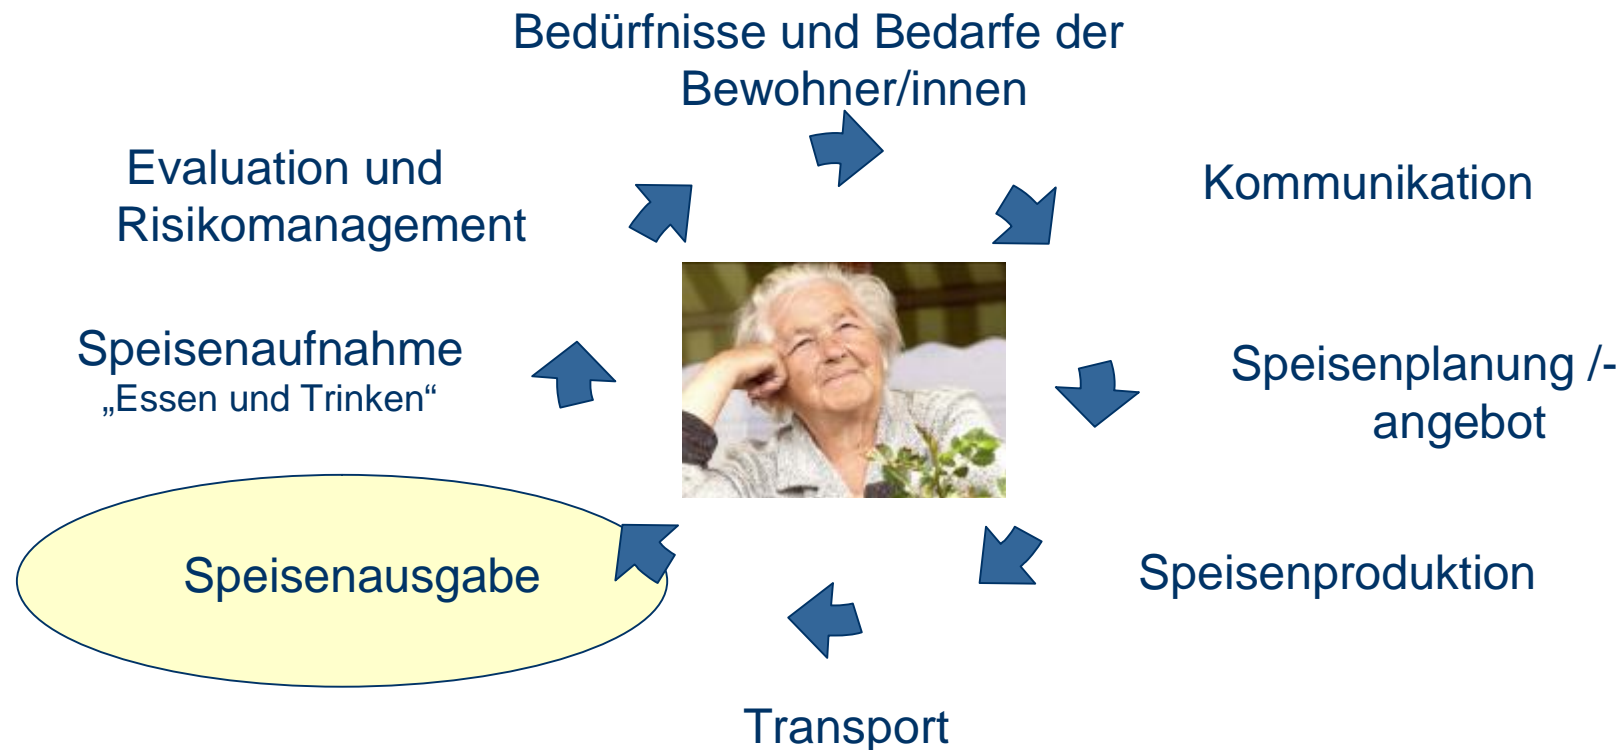 Bedürfnisse und Bedarfe der
Bewohner/innen
Kommunikation
Speisenplanung /-
angebot
Speisenproduktion
Transport
Speisenausgabe
Speisenaufnahme
„Essen und Trinken“
Evaluation und
Risikomanagement